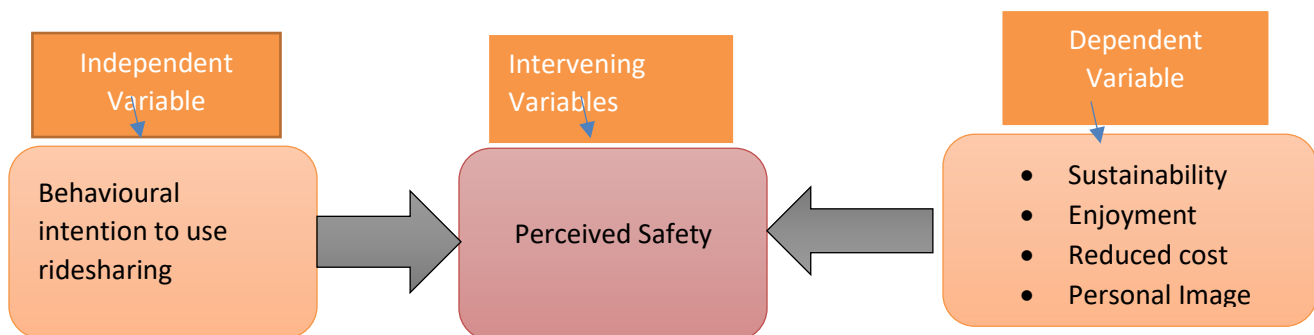 Independent
Variable
Intervening
Variables
Dependent
Variable
Behavioural
intention to use
ridesharing
Perceived Safety
• Sustainability
• Enjoyment
• Reduced cost
• Personal Image